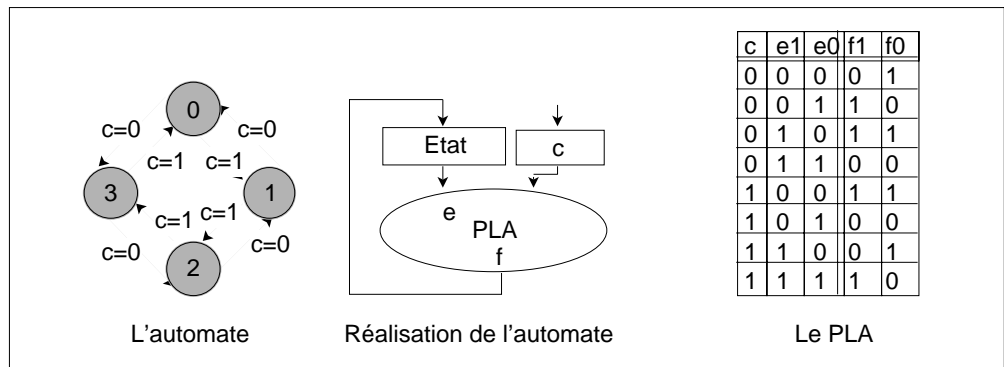 0
c=0
c=0
c=1
c=1
3
1
c=1
c=1
c=0
c=0
2
L'automate
Etat
c
e
PLA
f
Réalisation de l'automate
c e1 e0 f1 f0
0 0 0 0 1
0 0 1 1 0
0 1 0 1 1
0 1 1 0 0
1 0 0 1 1
1 0 1 0 0
1 1 0 0 1
1 1 1 1 0
Le PLA